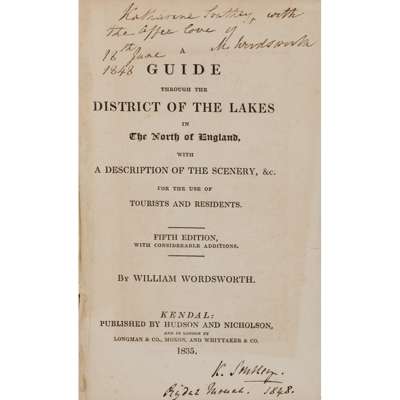 Katharine Southey, with
the affec love of
M Wordsworth
16th June
1848
A
GUIDE
THROUGH THE
DISTRICT OF THE LAKES
IN
The North of England,
WITH
A DESCRIPTION OF THE SCENERY, &c.
FOR THE USE OF
TOURISTS AND RESIDENTS.
FIFTH EDITION,
WITH CONSIDERABLE ADDITIONS.
BY WILLIAM WORDSWORTH.
KENDAL:
PUBLISHED BY HUDSON AND NICHOLSON,
AND IN LONDON BY
LONGMAN & CO., MOXON, AND WHITTAKER & CO.
1835.
K. Southey.
Rydal Mount. 1848.